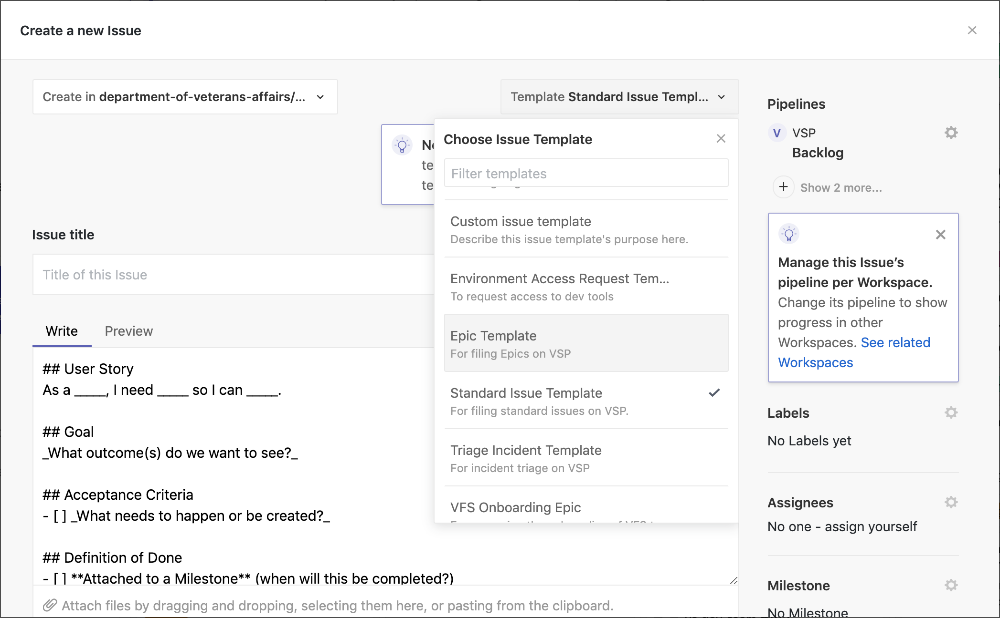 Create a new Issue
Create in department-of-veterans-affairs/...
Template Standard Issue Templ...
Choose Issue Template
Filter templates
Custom issue template
Describe this issue template's purpose here.
Environment Access Request Tem...
To request access to dev tools
Epic Template
For filing Epics on VSP
Standard Issue Template
For filing standard issues on VSP.
Triage Incident Template
For incident triage on VSP
VFS Onboarding Epic
Issue title
Title of this Issue
Write
Preview
## User Story
As a _____, I need _____ so I can _____.
## Goal
_What outcome(s) do we want to see?_
## Acceptance Criteria
- [ ] _What needs to happen or be created?_
## Definition of Done
- [ ] **Attached to a Milestone** (when will this be completed?)
Attach files by dragging and dropping, selecting them here, or pasting from the clipboard.
Pipelines
V VSP
Backlog
Show 2 more...
Manage this Issue’s
pipeline per Workspace.
Change its pipeline to show
progress in other
Workspaces. See related
Workspaces
Labels
No Labels yet
Assignees
No one - assign yourself
Milestone
No Milestone